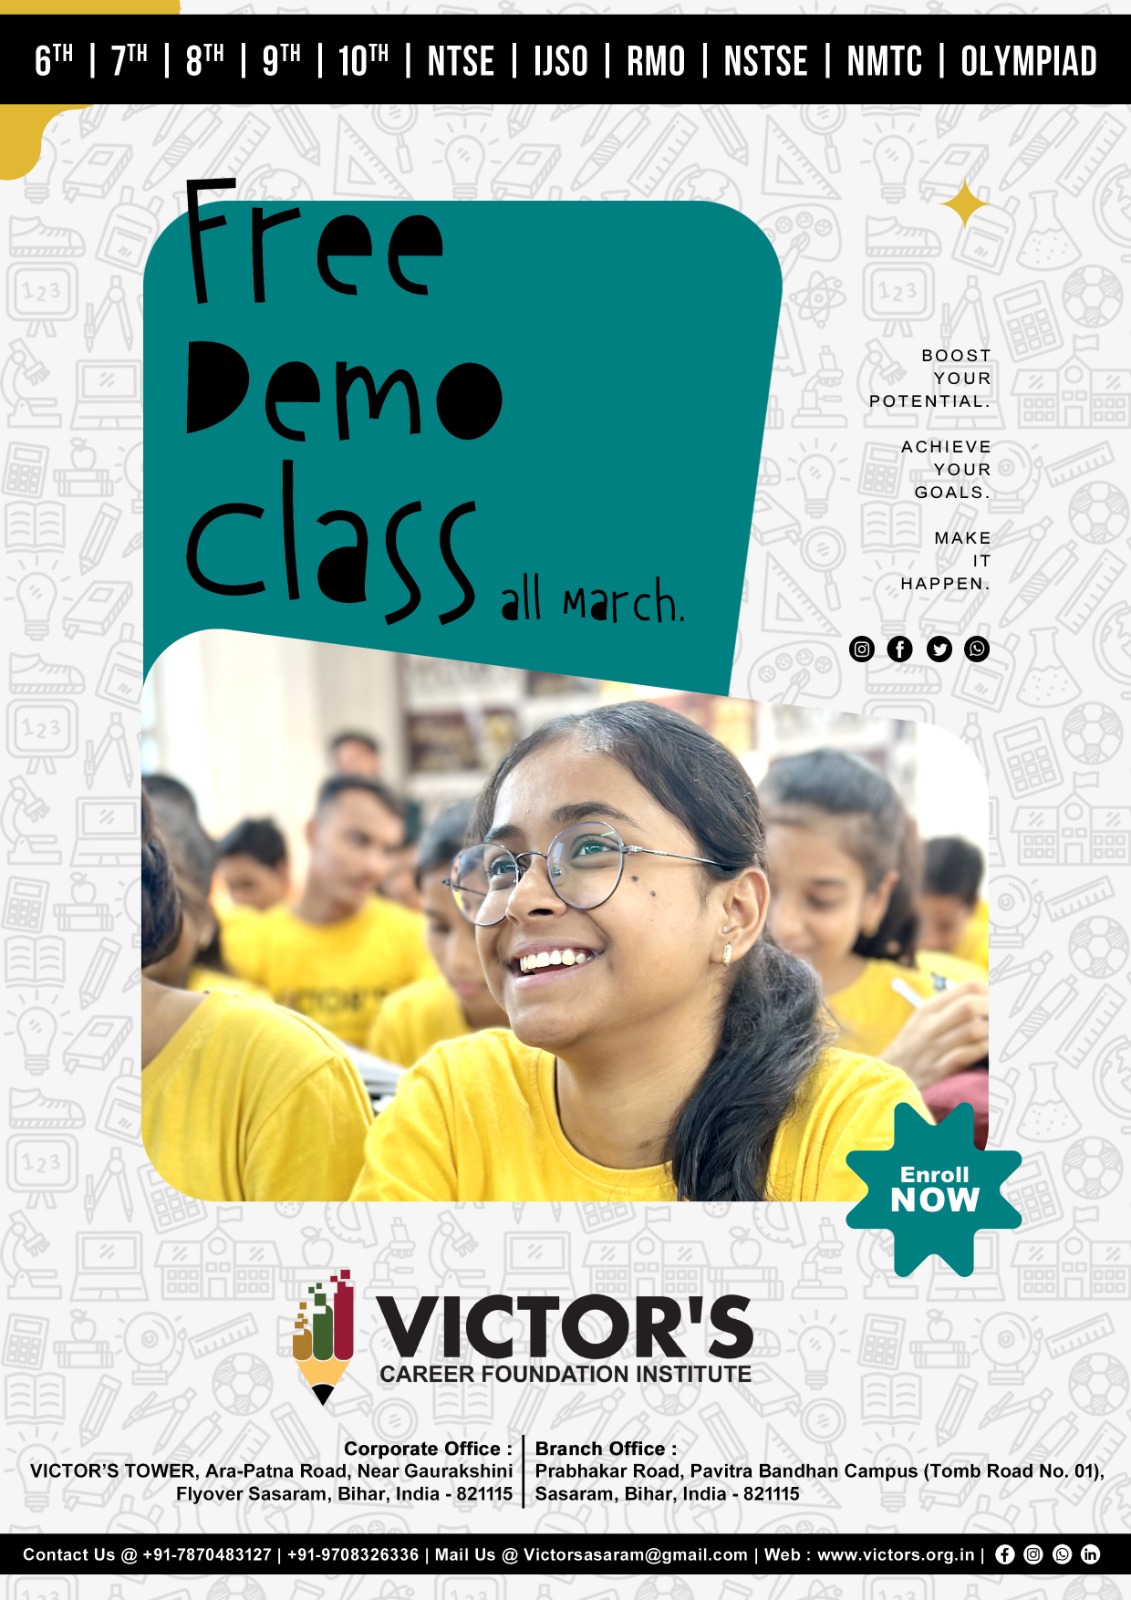 6TH | 7TH | 8TH | 9TH | 10TH | NTSE | IJSO | RMO | NSTSE | NMTC | OLYMPIAD
Free
Demo
Class all March.
BOOST
YOUR
POTENTIAL.
ACHIEVE
YOUR
GOALS.
MAKE
IT
HAPPEN.
Enroll
NOW
VICTOR'S
CAREER FOUNDATION INSTITUTE
Corporate Office :
VICTOR'S TOWER, Ara-Patna Road, Near Gaurakshini
Flyover Sasaram, Bihar, India - 821115
Branch Office :
Prabhakar Road, Pavitra Bandhan Campus (Tomb Road No. 01),
Sasaram, Bihar, India - 821115
Contact Us @ +91-7870483127 | +91-9708326336 | Mail Us @ Victorsasaram@gmail.com | Web : www.victors.org.in |